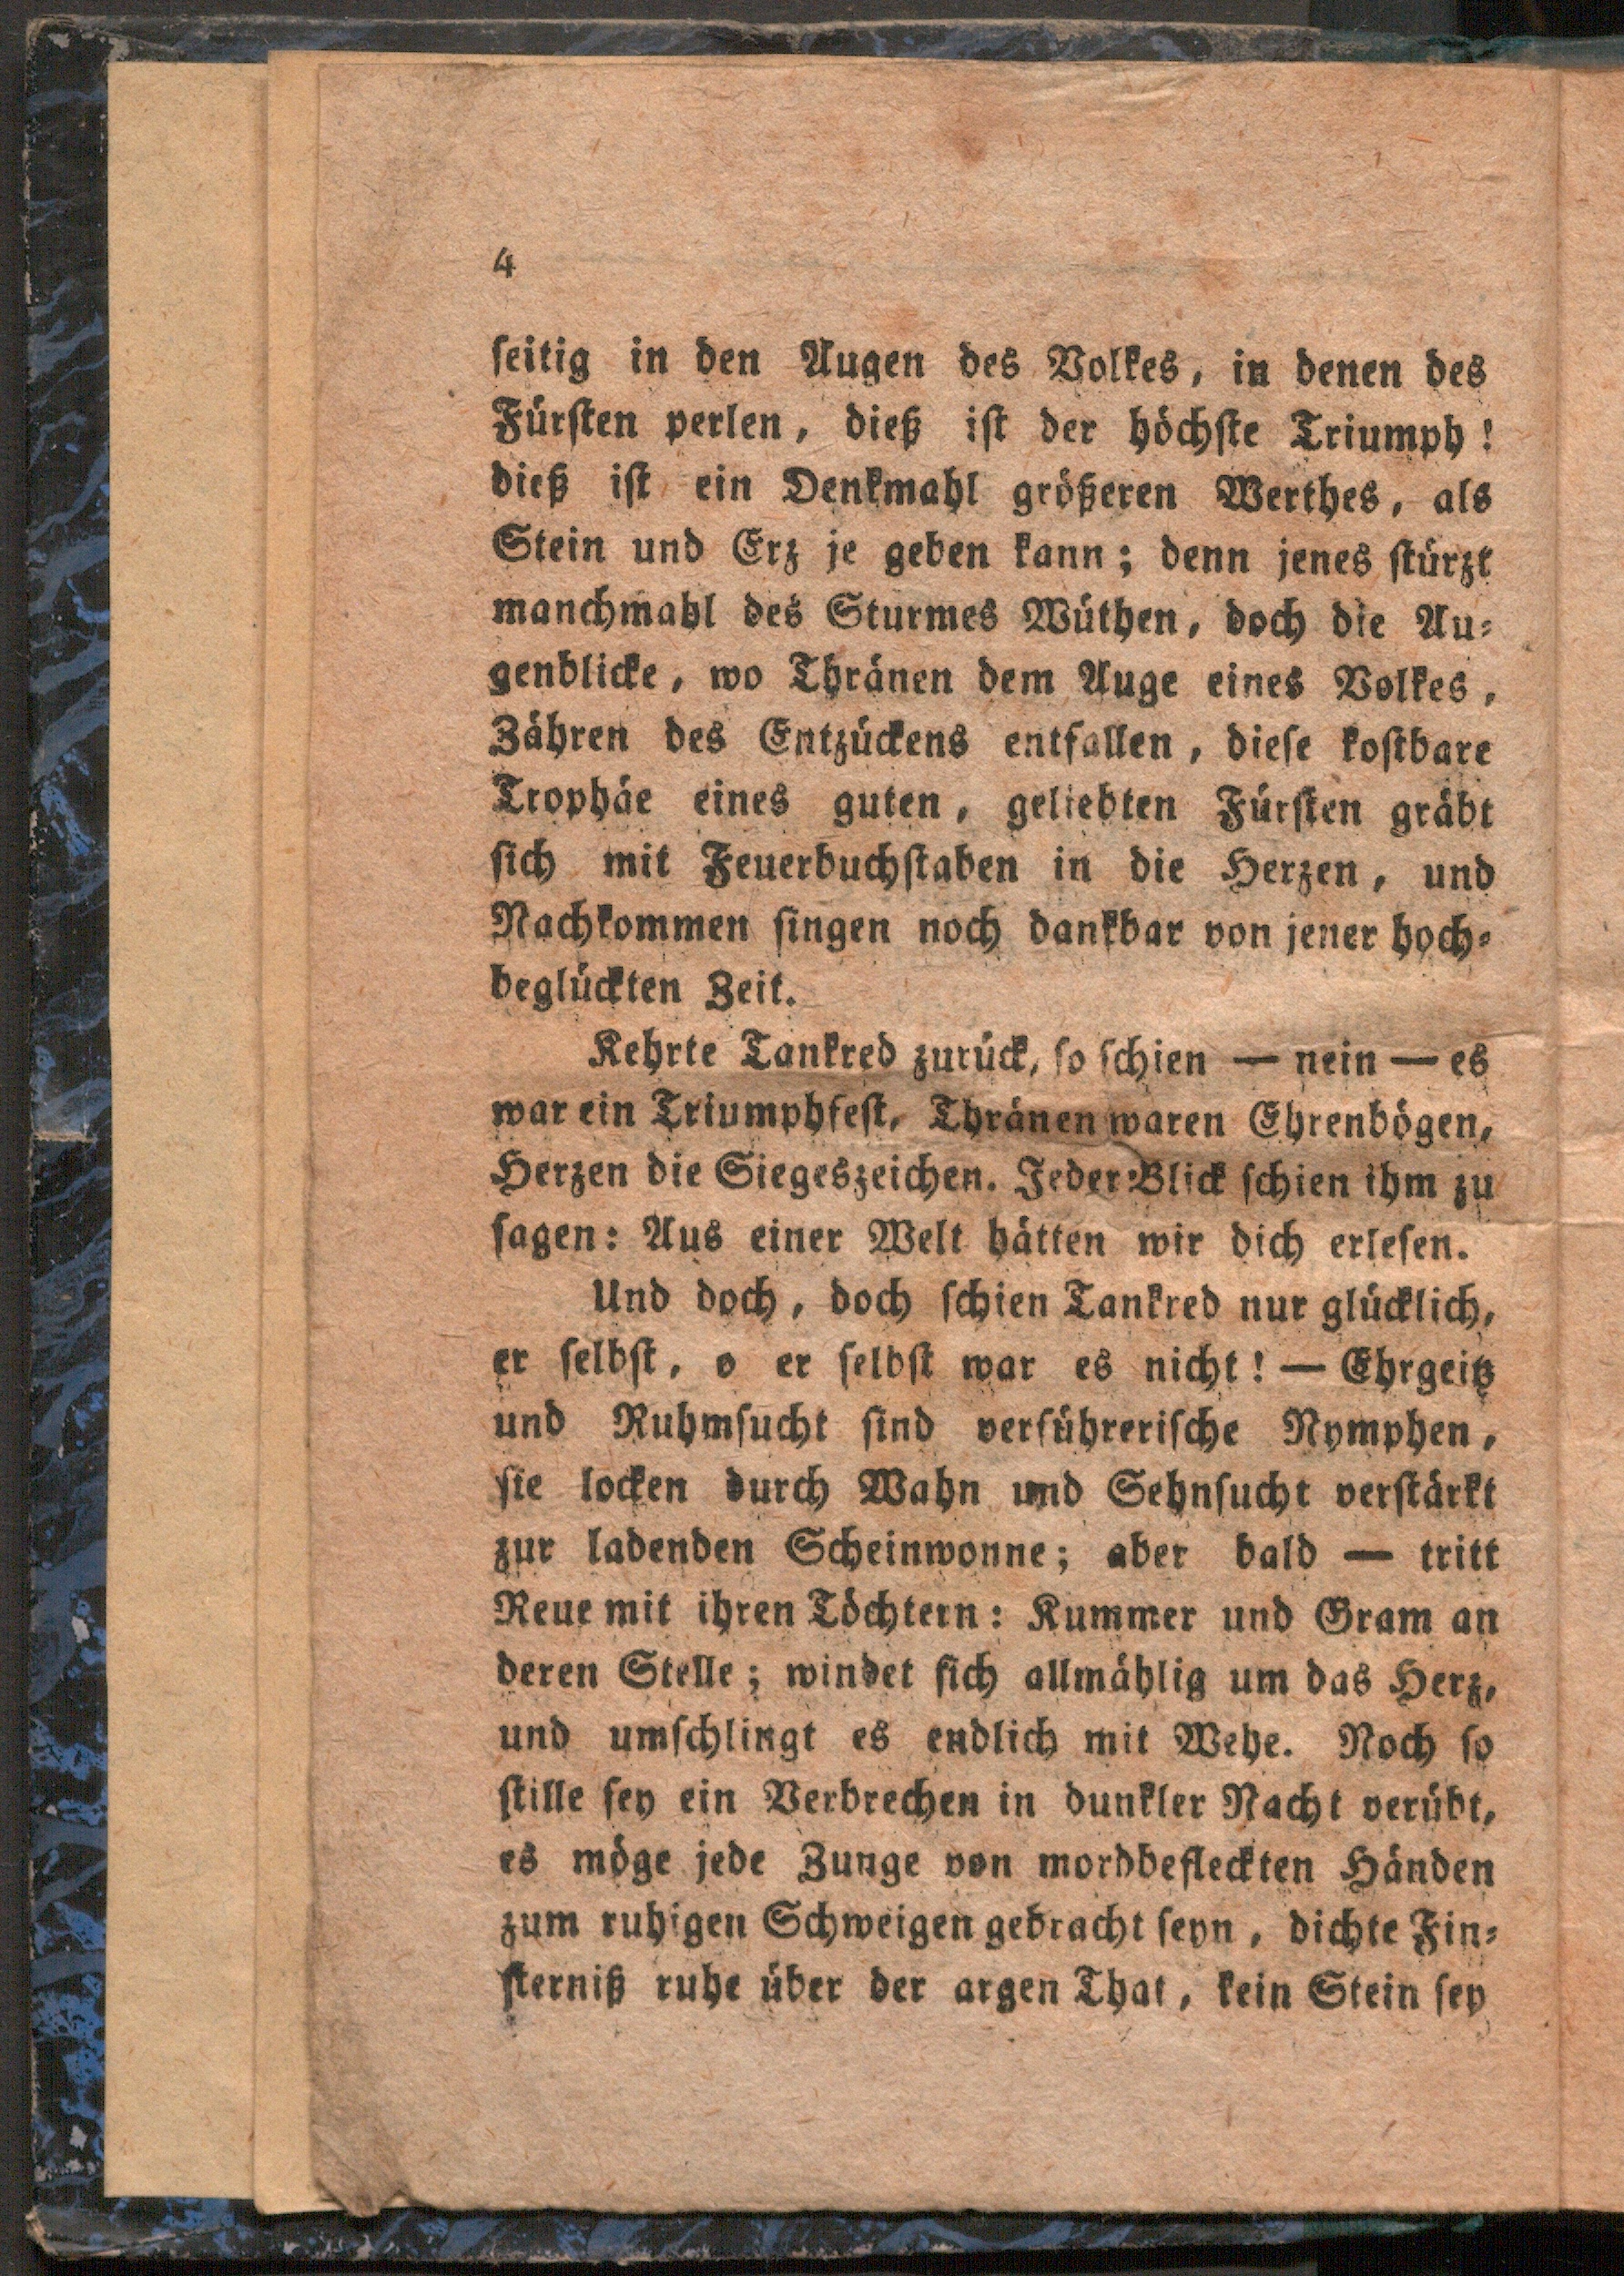 4
seitig in den Augen des Volkes, in denen des
Fürsten perlen, dieß ist der höchste Triumph!
dieß ist ein Denkmahl größeren Werthes, als
Stein und Erz je geben kann; denn jenes stürzt
manchmahl des Sturmes Wüthen, doch die Au-
genblicke, wo Thränen dem Auge eines Volkes,
Zähren des Entzückens entfallen, diese kostbare
Trophäe eines guten, geliebten Fürsten gräbt
sich mit Feuerbuchstaben in die Herzen, und
Nachkommen singen noch dankbar von jener hoch-
beglückten Zeit.
Kehrte Tankred zurück, so schien — nein — es
war ein Triumphfest, Thränen waren Ehrenbögen,
Herzen die Siegeszeichen. Jeder Blick schien ihm zu
sagen: Aus einer Welt hätten wir dich erlesen.
Und doch, doch schien Tankred nur glücklich,
er selbst, o er selbst war es nicht! — Ehrgeitz
und Ruhmsucht sind verführerische Nymphen,
sie locken durch Wahn und Sehnsucht verstärkt
zur ladenden Scheinwonne; aber bald — tritt
Reue mit ihren Töchtern: Kummer und Gram an
deren Stelle; windet sich allmählig um das Herz,
und umschlingt es endlich mit Wehe. Noch so
stille sey ein Verbrechen in dunkler Nacht verübt,
es möge jede Zunge von mordbefleckten Händen
zum ruhigen Schweigen gebracht seyn, dichte Fin-
sterniß ruhe über der argen That, kein Stein sey